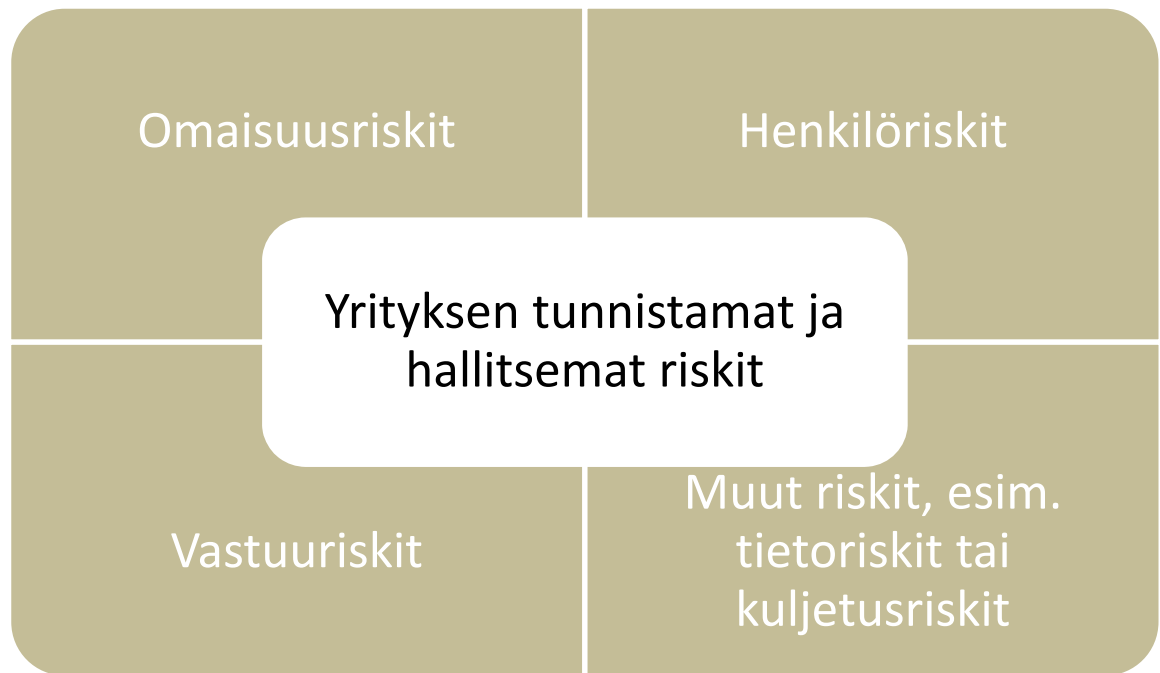 Omaisuusriskit
Henkilöriskit
Yrityksen tunnistamat ja
hallitsemat riskit
Vastuuriskit
Muut riskit, esim.
tietoriskit tai
kuljetusriskit